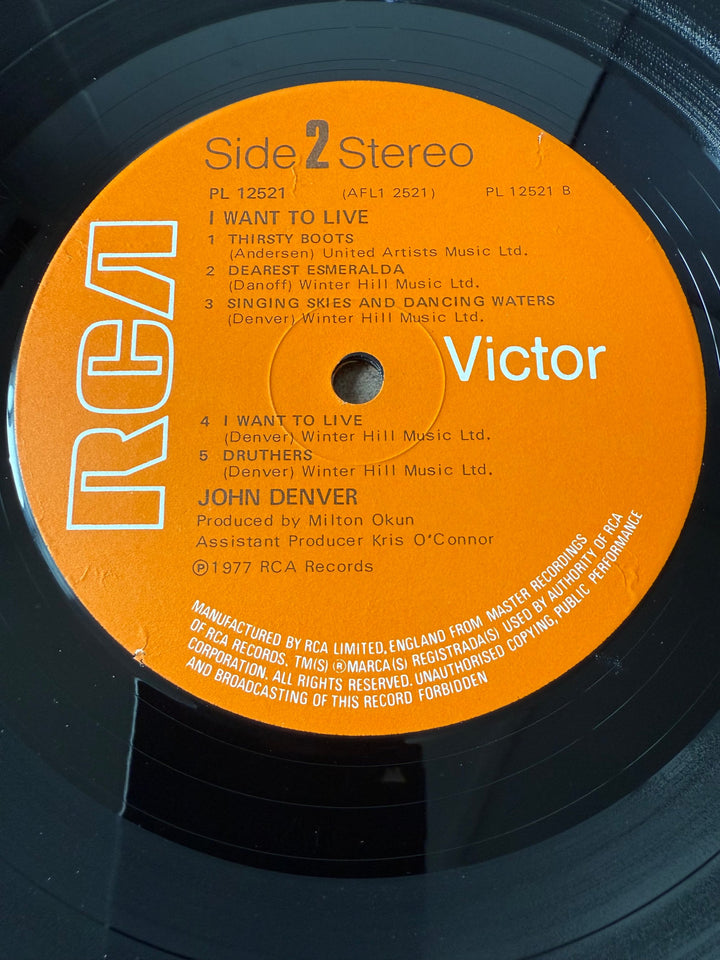 Side 2 Stereo
PL 12521 (AFL1 2521) PL 12521 B
I WANT TO LIVE
1 THIRSTY BOOTS
(Andersen) United Artists Music Ltd.
2 DEAREST ESMERALDA
(Danoff) Winter Hill Music Ltd.
3 SINGING SKIES AND DANCING WATERS
(Denver) Winter Hill Music Ltd.
RCA
Victor
4 I WANT TO LIVE
(Denver) Winter Hill Music Ltd.
5 DRUTHERS
(Denver) Winter Hill Music Ltd.
JOHN DENVER
Produced by Milton Okun
Assistant Producer Kris O'Connor
Ⓟ1977 RCA Records
MANUFACTURED BY RCA LIMITED, ENGLAND FROM MASTER RECORDINGS
OF RCA RECORDS. TM(S) ®MARCA(S) REGISTRADA(S) USED BY AUTHORITY OF RCA
CORPORATION. ALL RIGHTS RESERVED. UNAUTHORISED COPYING, PUBLIC PERFORMANCE
AND BROADCASTING OF THIS RECORD FORBIDDEN